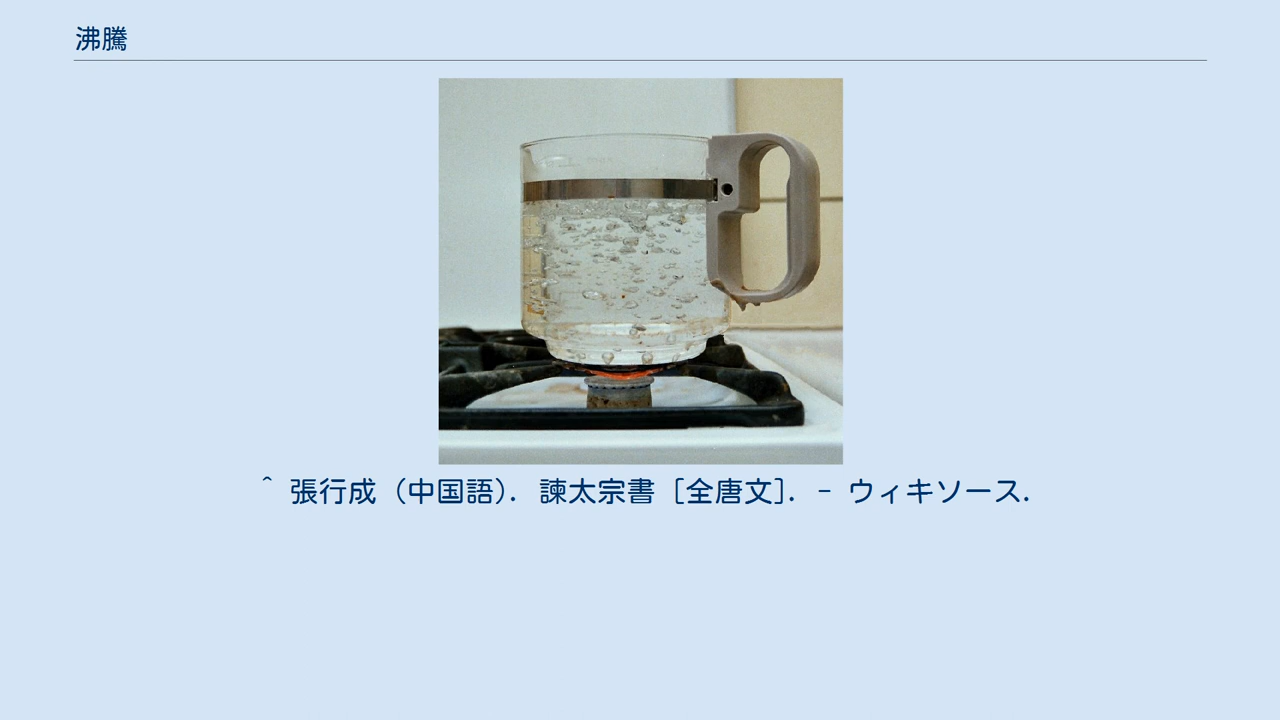 沸騰
^ 張行成 (中国語). 諫太宗書 [全唐文]. - ウィキソース.